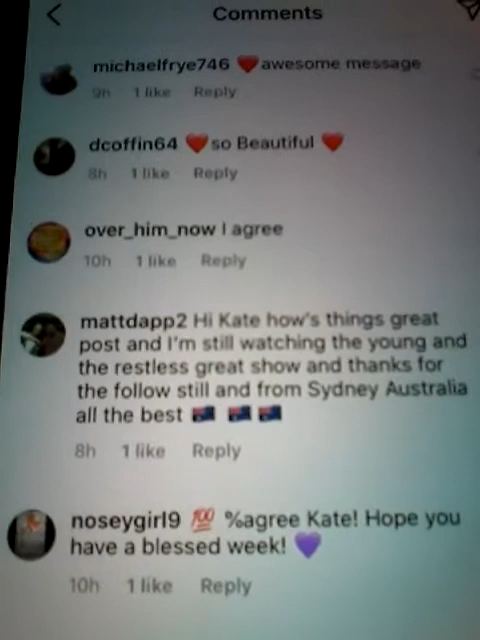 Comments
michaelfrye746 ❤️awesome message
9h 1 like Reply
dcoffin64 ❤️so Beautiful ❤️
8h 1 like Reply
over_him_now I agree
10h 1 like Reply
mattdapp2 Hi Kate how's things great
post and I'm still watching the young and
the restless great show and thanks for
the follow still and from Sydney Australia
all the best 🇦🇺 🇦🇺 🇦🇺
8h 1 like Reply
noseygirl9 💯 %agree Kate! Hope you
have a blessed week! 💜
10h 1 like Reply